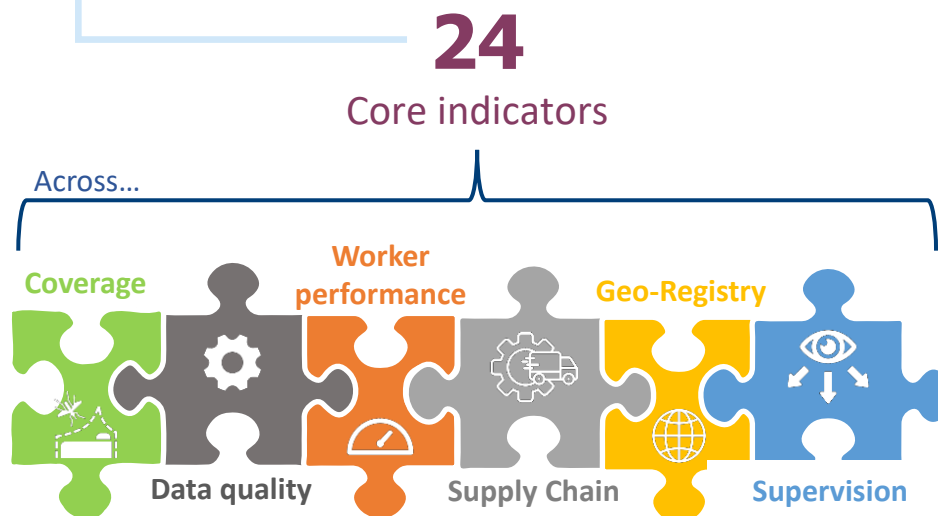 24
Core indicators
Across...
Coverage
Worker
performance
Geo-Registry
Data quality
Supply Chain
Supervision